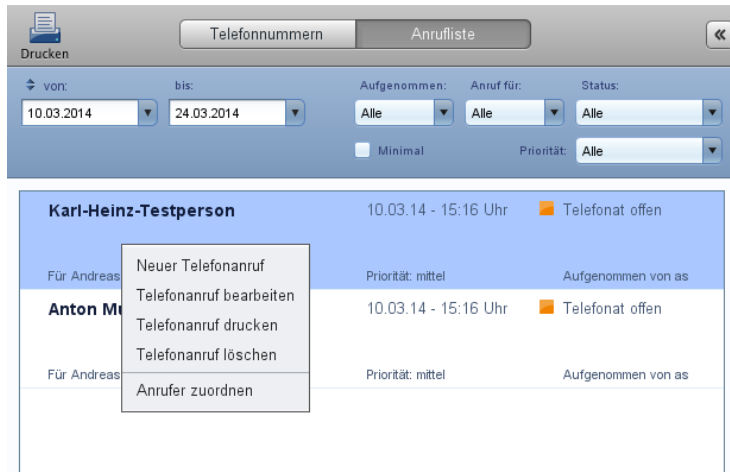 Drucken
Telefonnummern Anrufliste
von: bis: Aufgenommen: Anruf für: Status:
10.03.2014 24.03.2014 Alle Alle Alle
Minimal Priorität: Alle
Karl-Heinz-Testperson 10.03.14 - 15:16 Uhr Telefonat offen
Für Andreas Priorität: mittel Aufgenommen von as
Neuer Telefonanruf
Telefonanruf bearbeiten
Telefonanruf drucken
Telefonanruf löschen
Anrufer zuordnen
Anton 10.03.14 - 15:16 Uhr Telefonat offen
Für Andreas Priorität: mittel Aufgenommen von as